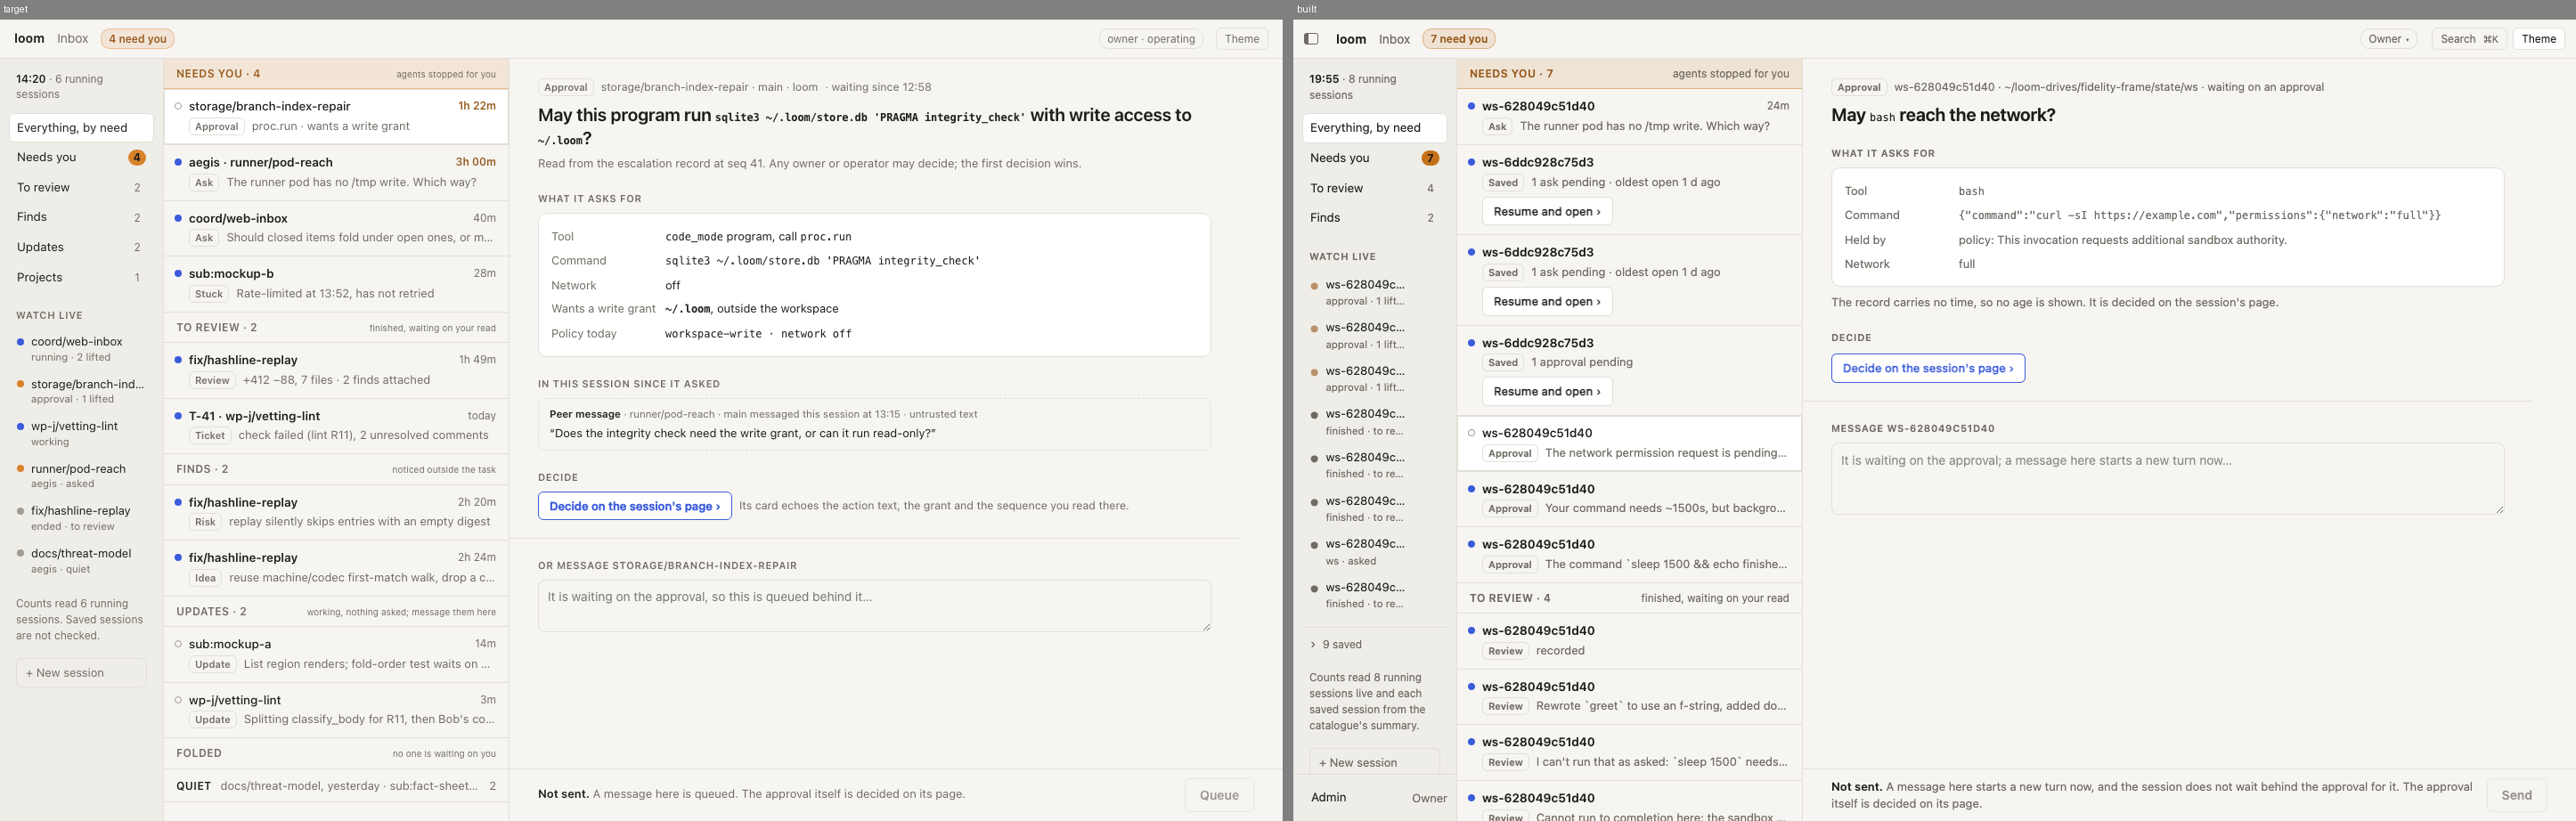 target
loom Inbox 4 need you
owner · operating Theme
14:20 · 6 running
sessions
Everything, by need
Needs you 4
To review 2
Finds 2
Updates 2
Projects 1
WATCH LIVE
coord/web-inbox
running · 2 lifted
storage/branch-ind...
approval · 1 lifted
wp-j/vetting-lint
working
runner/pod-reach
aegis · asked
fix/hashline-replay
ended · to review
docs/threat-model
aegis · quiet
Counts read 6 running
sessions. Saved sessions
are not checked.
+ New session
NEEDS YOU · 4 agents stopped for you
storage/branch-index-repair 1h 22m
Approval proc.run · wants a write grant
aegis · runner/pod-reach 3h 00m
Ask The runner pod has no /tmp write. Which way?
coord/web-inbox 40m
Ask Should closed items fold under open ones, or m...
sub:mockup-b 28m
Stuck Rate-limited at 13:52, has not retried
TO REVIEW · 2 finished, waiting on your read
fix/hashline-replay 1h 49m
Review +412 −88, 7 files · 2 finds attached
T-41 · wp-j/vetting-lint today
Ticket check failed (lint R11), 2 unresolved comments
FINDS · 2 noticed outside the task
fix/hashline-replay 2h 20m
Risk replay silently skips entries with an empty digest
fix/hashline-replay 2h 24m
Idea reuse machine/codec first-match walk, drop a c...
UPDATES · 2 working, nothing asked; message them here
sub:mockup-a 14m
Update List region renders; fold-order test waits on ...
wp-j/vetting-lint 3m
Update Splitting classify_body for R11, then Bob's co...
FOLDED no one is waiting on you
QUIET docs/threat-model, yesterday · sub:fact-sheet... 2
Approval storage/branch-index-repair · main · loom · waiting since 12:58
May this program run sqlite3 ~/.loom/store.db 'PRAGMA integrity_check' with write access to
~/.loom?
Read from the escalation record at seq 41. Any owner or operator may decide; the first decision wins.
WHAT IT ASKS FOR
Tool code_mode program, call proc.run
Command sqlite3 ~/.loom/store.db 'PRAGMA integrity_check'
Network off
Wants a write grant ~/.loom, outside the workspace
Policy today workspace-write · network off
IN THIS SESSION SINCE IT ASKED
Peer message · runner/pod-reach · main messaged this session at 13:15 · untrusted text
“Does the integrity check need the write grant, or can it run read-only?”
DECIDE
Decide on the session's page › Its card echoes the action text, the grant and the sequence you read there.
OR MESSAGE STORAGE/BRANCH-INDEX-REPAIR
It is waiting on the approval, so this is queued behind it...
Not sent. A message here is queued. The approval itself is decided on its page. Queue
built
loom Inbox 7 need you
Owner Search ⌘K Theme
19:55 · 8 running
sessions
Everything, by need
Needs you 7
To review 4
Finds 2
WATCH LIVE
ws-628049c...
approval · 1 lift...
ws-628049c...
approval · 1 lift...
ws-628049c...
approval · 1 lift...
ws-628049c...
finished · to re...
ws-628049c...
finished · to re...
ws-628049c...
finished · to re...
ws-628049c...
ws · asked
ws-628049c...
finished · to re...
› 9 saved
Counts read 8 running
sessions live and each
saved session from the
catalogue's summary.
+ New session
Admin Owner
NEEDS YOU · 7 agents stopped for you
ws-628049c51d40 24m
Ask The runner pod has no /tmp write. Which way?
ws-6ddc928c75d3
Saved 1 ask pending · oldest open 1 d ago
Resume and open ›
ws-6ddc928c75d3
Saved 1 ask pending · oldest open 1 d ago
Resume and open ›
ws-6ddc928c75d3
Saved 1 approval pending
Resume and open ›
ws-628049c51d40
Approval The network permission request is pending...
ws-628049c51d40
Approval Your command needs ~1500s, but backgro...
ws-628049c51d40
Approval The command `sleep 1500 && echo finishe...
TO REVIEW · 4 finished, waiting on your read
ws-628049c51d40
Review recorded
ws-628049c51d40
Review Rewrote `greet` to use an f-string, added do...
ws-628049c51d40
Review I can't run that as asked: `sleep 1500` needs...
ws-628049c51d40
Review Cannot run to completion here: the sandbox ...
Approval ws-628049c51d40 · ~/loom-drives/fidelity-frame/state/ws · waiting on an approval
May bash reach the network?
WHAT IT ASKS FOR
Tool bash
Command {"command":"curl -sI https://example.com","permissions":{"network":"full"}}
Held by policy: This invocation requests additional sandbox authority.
Network full
The record carries no time, so no age is shown. It is decided on the session's page.
DECIDE
Decide on the session's page ›
MESSAGE WS-628049C51D40
It is waiting on the approval; a message here starts a new turn now...
Not sent. A message here starts a new turn now, and the session does not wait behind the approval for it. The approval
itself is decided on its page.
Send